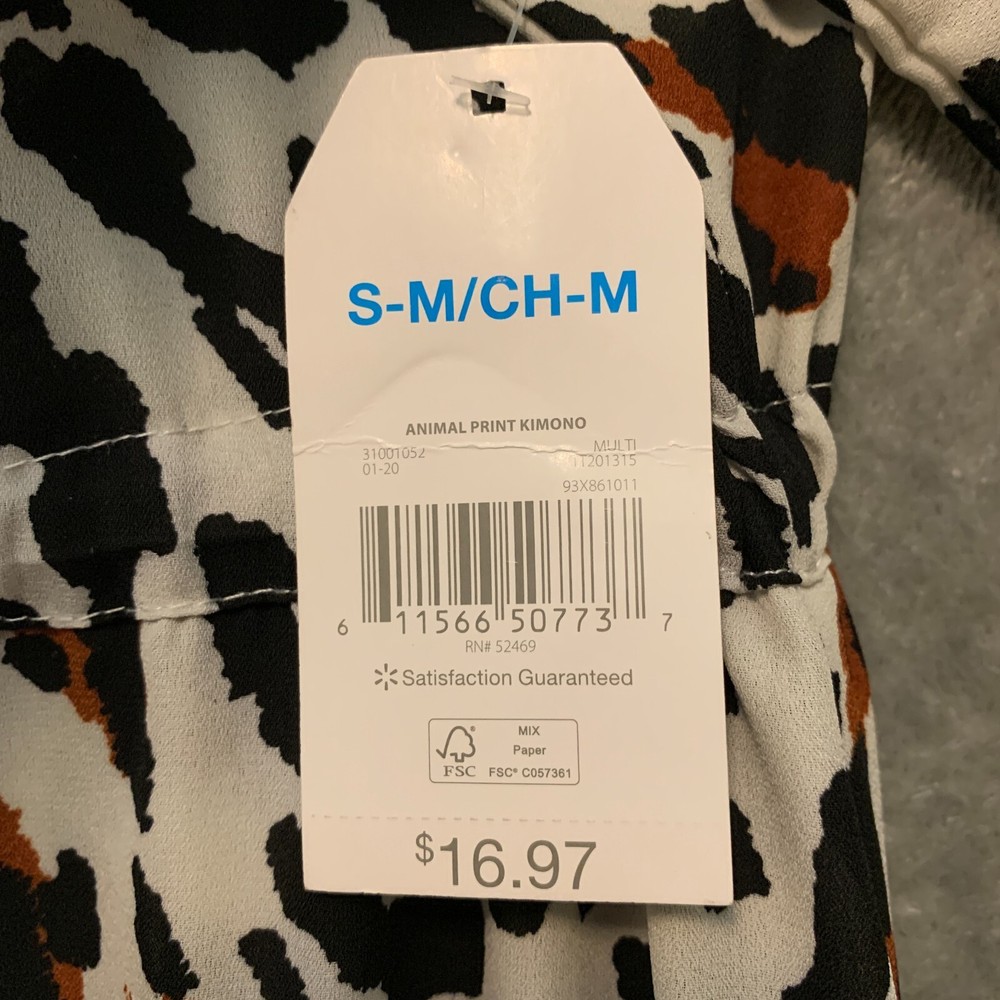 S-M/CH-M
ANIMAL PRINT KIMONO
31001052 MULTI
01-20 11201315
93X861011
6 11566 50773 7
RN# 52469
Satisfaction Guaranteed
MIX
Paper
FSC® FSC® C057361
$16.97